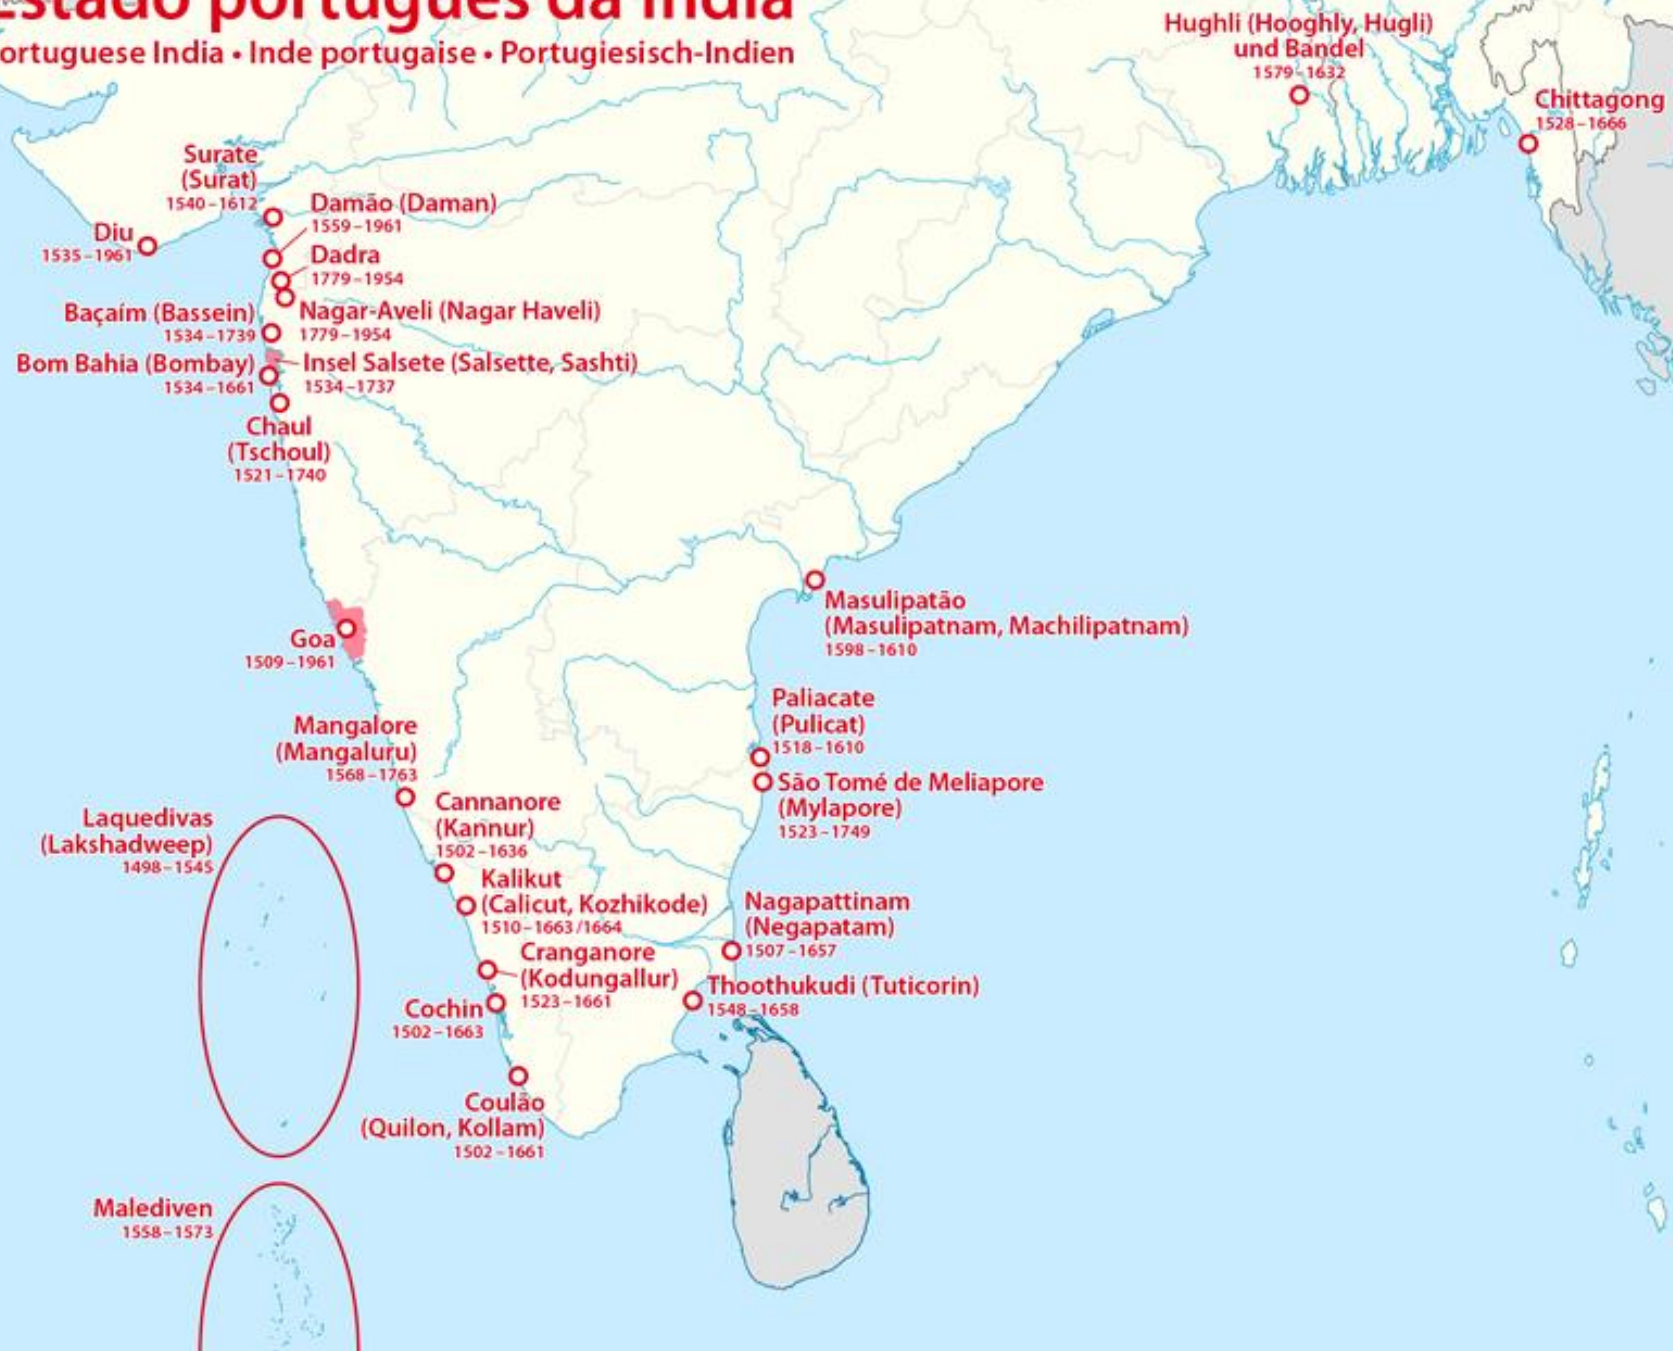 Estado português da Índia
ortuguese India • Inde portugaise • Portugiesisch-Indien
Hughli (Hooghly, Hugli)
und Bandel
1579–1632
Chittagong
1528–1666
Surate
(Surat)
1540–1612
Damão (Daman)
1559–1961
Diu
1535–1961
Dadra
1779–1954
Baçaím (Bassein)
1534–1739
Nagar-Aveli (Nagar Haveli)
1779–1954
Bom Bahia (Bombay)
1534–1661
Insel Salsete (Salsette, Sashti)
1534–1737
Chaul
(Tschoul)
1521–1740
Masulipatão
(Masulipatnam, Machilipatnam)
1598–1610
Goa
1509–1961
Paliacate
(Pulicat)
1518–1610
Mangalore
(Mangaluru)
1568–1763
São Tomé de Meliapore
(Mylapore)
1523–1749
Cannanore
(Kannur)
1502–1636
Laquedivas
(Lakshadweep)
1498–1545
Kalikut
(Calicut, Kozhikode)
1510–1663/1664
Nagapattinam
(Negapatam)
1507–1657
Cranganore
(Kodungallur)
1523–1661
Thoothukudi (Tuticorin)
1548–1658
Cochin
1502–1663
Coulão
(Quilon, Kollam)
1502–1661
Malediven
1558–1573